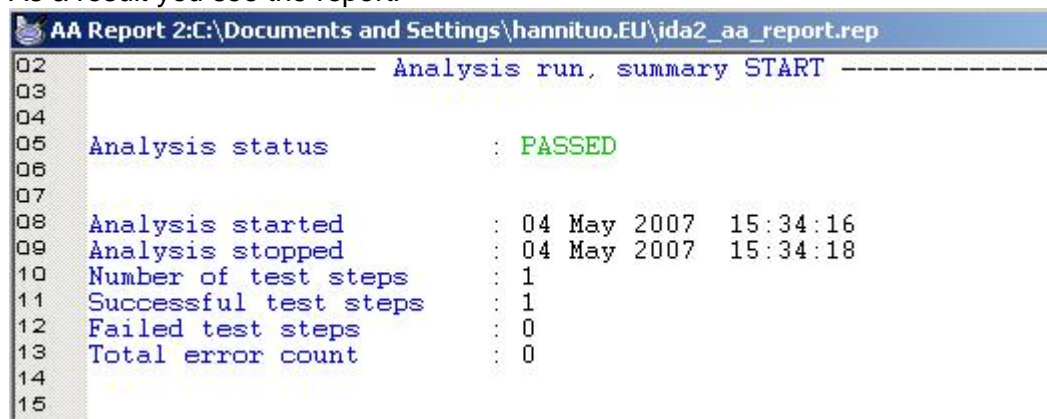 As a result you see the report:
AA Report 2:C:\Documents and Settings\hannituo.EU\ida2_aa_report.rep
02 ------------------ Analysis run, summary START -------------
03
04
05 Analysis status : PASSED
06
07
08 Analysis started : 04 May 2007 15:34:16
09 Analysis stopped : 04 May 2007 15:34:18
10 Number of test steps : 1
11 Successful test steps : 1
12 Failed test steps : 0
13 Total error count : 0
14
15